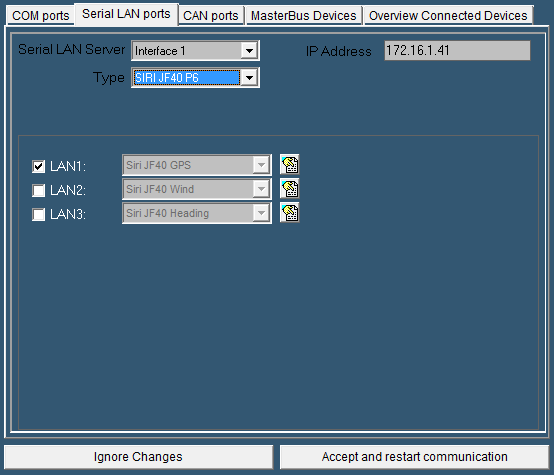 COM ports Serial LAN ports CAN ports MasterBus Devices Overview Connected Devices
Serial LAN Server Interface 1 IP Address 172.16.1.41
Type SIRI JF40 P6
LAN1: Siri JF40 GPS
LAN2: Siri JF40 Wind
LAN3: Siri JF40 Heading
Ignore Changes Accept and restart communication